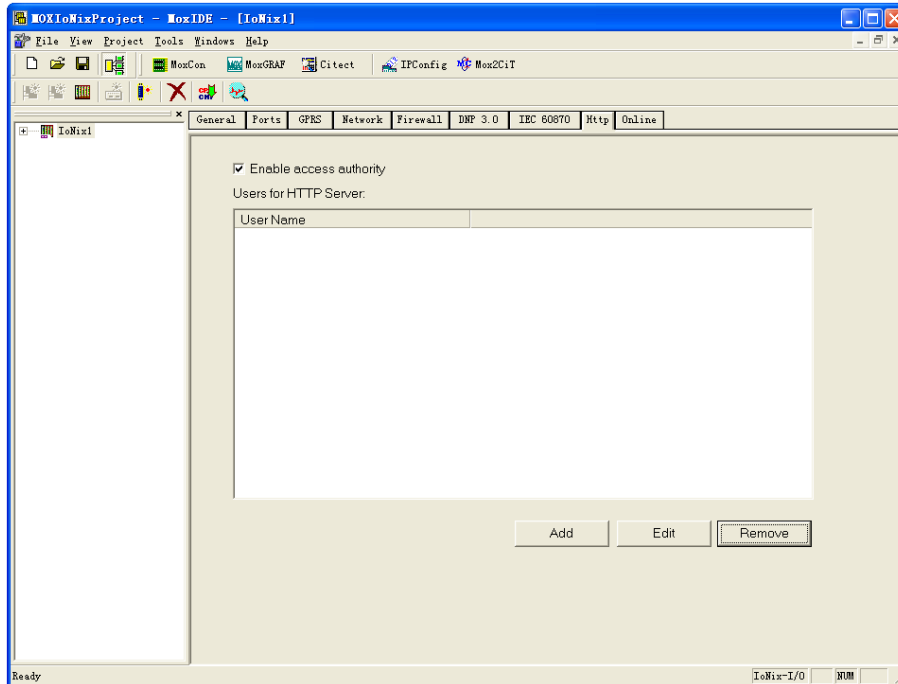 MOXIoNixProject - MoxIDE - [IoNix1]
File View Project Tools Windows Help
MoxCon MoxGRAF Citect IPConfig Mox2CiT
IoNix1
General Ports GPRS Network Firewall DNP 3.0 IEC 60870 Http Online
Enable access authority
Users for HTTP Server:
User Name
Add Edit Remove
Ready IoNix-I/O NUM